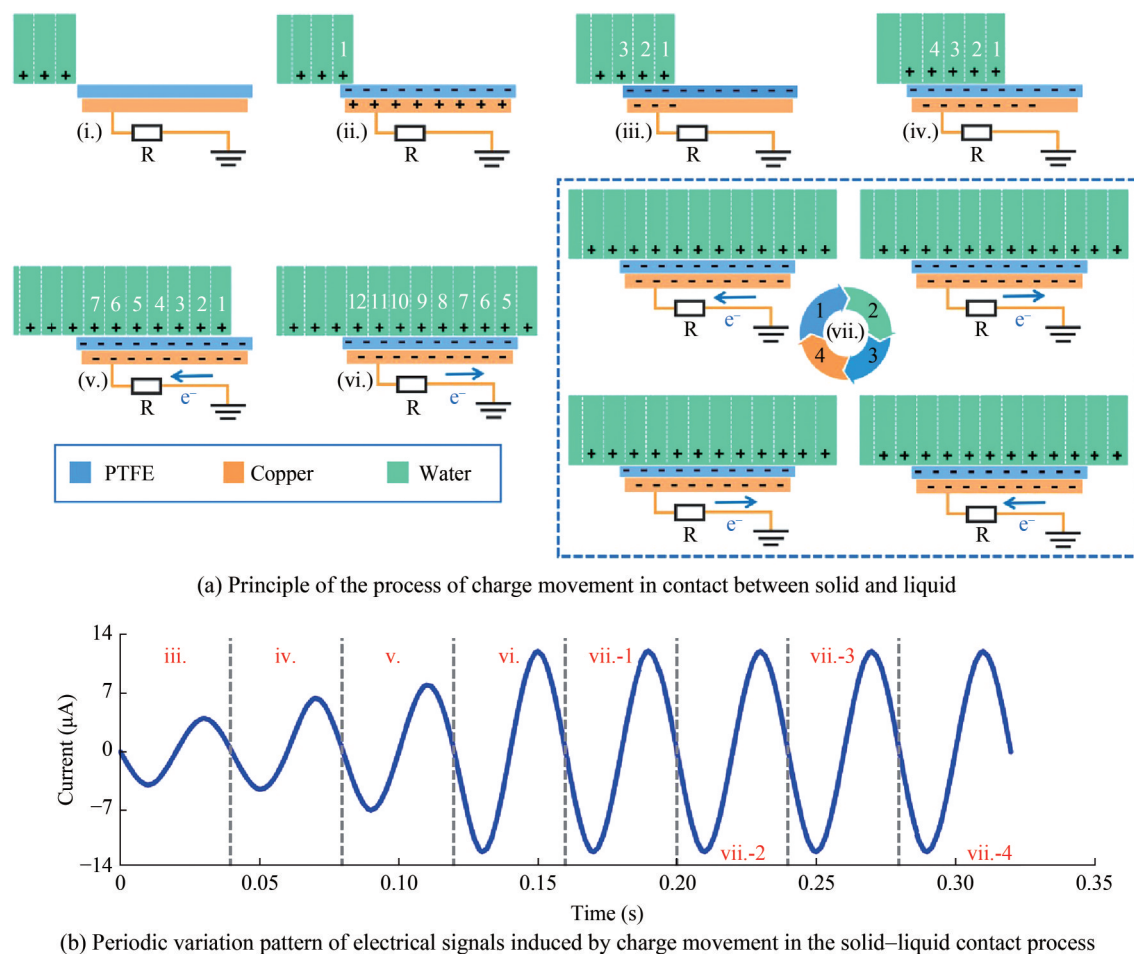 1
3 2 1
4 3 2 1
+ + +
+ + + +
+ + + + +
+ + + + +
- - - - - - - - -
+ + + + + + + + +
- - - - - - - - -
- - -
- - - - - - - - -
- - - - - - -
(i.)
R
(ii.)
R
(iii.)
R
(iv.)
R
7 6 5 4 3 2 1
+ + + + + + + + + +
- - - - - - - - -
- - - - - - - - -
(v.)
R
e⁻
12 11 10 9 8 7 6 5
+ + + + + + + + + + + +
- - - - - - - - -
- - - - - - - - -
(vi.)
R
e⁻
+ + + + + + + + + + + +
- - - - - - - - -
- - - - - - - - -
R
e⁻
+ + + + + + + + + + + +
- - - - - - - - -
- - - - - - - - -
R
e⁻
1 2
(vii.)
4 3
+ + + + + + + + + + + +
- - - - - - - - -
- - - - - - - - -
R
e⁻
+ + + + + + + + + + + +
- - - - - - - - -
- - - - - - - - -
R
e⁻
PTFE
Copper
Water
(a) Principle of the process of charge movement in contact between solid and liquid
14
7
0
−7
−14
Current (μA)
iii.
iv.
v.
vi.
vii.-1
vii.-3
vii.-2
vii.-4
0 0.05 0.10 0.15 0.20 0.25 0.30 0.35
Time (s)
(b) Periodic variation pattern of electrical signals induced by charge movement in the solid–liquid contact process